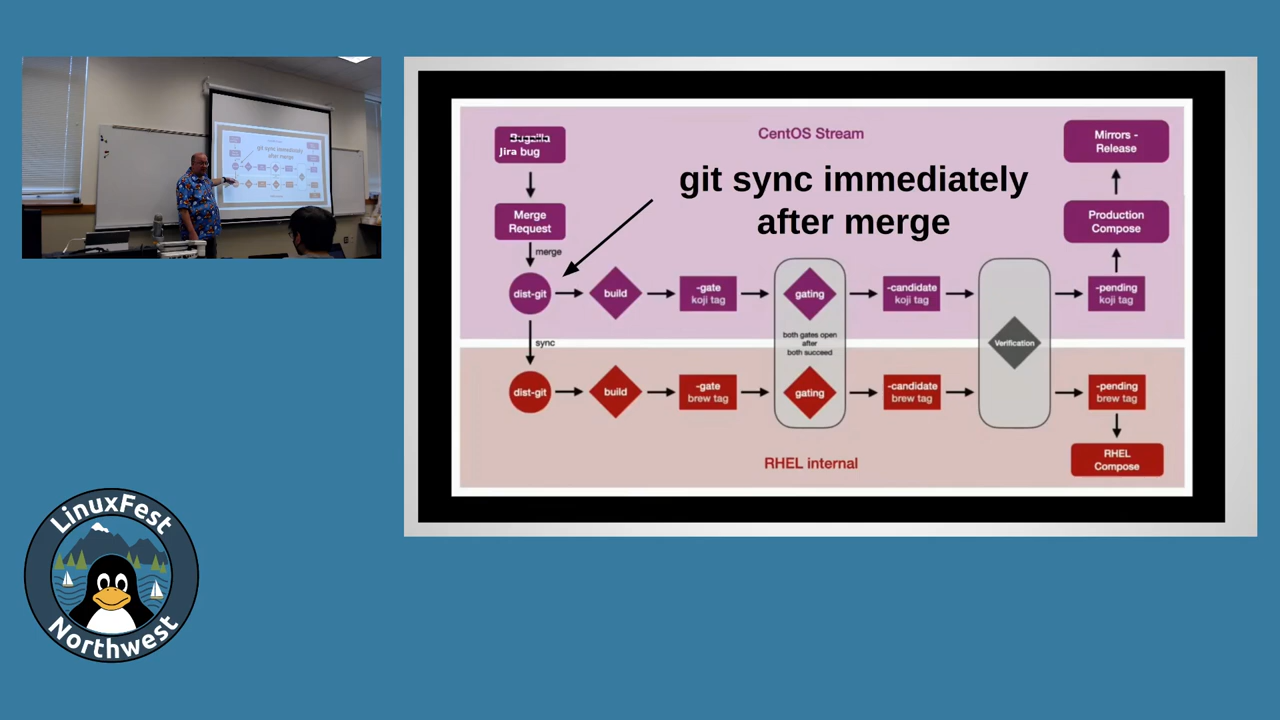 Bugzilla
Jira bug
CentOS Stream
Mirrors -
Release
git sync immediately
after merge
Merge
Request
Production
Compose
merge
dist-git
build
-gate
koji tag
gating
-candidate
koji tag
-pending
koji tag
both gates open
after
both succeed
Verification
sync
dist-git
build
-gate
brew tag
gating
-candidate
brew tag
-pending
brew tag
RHEL internal
RHEL
Compose
LinuxFest
Northwest